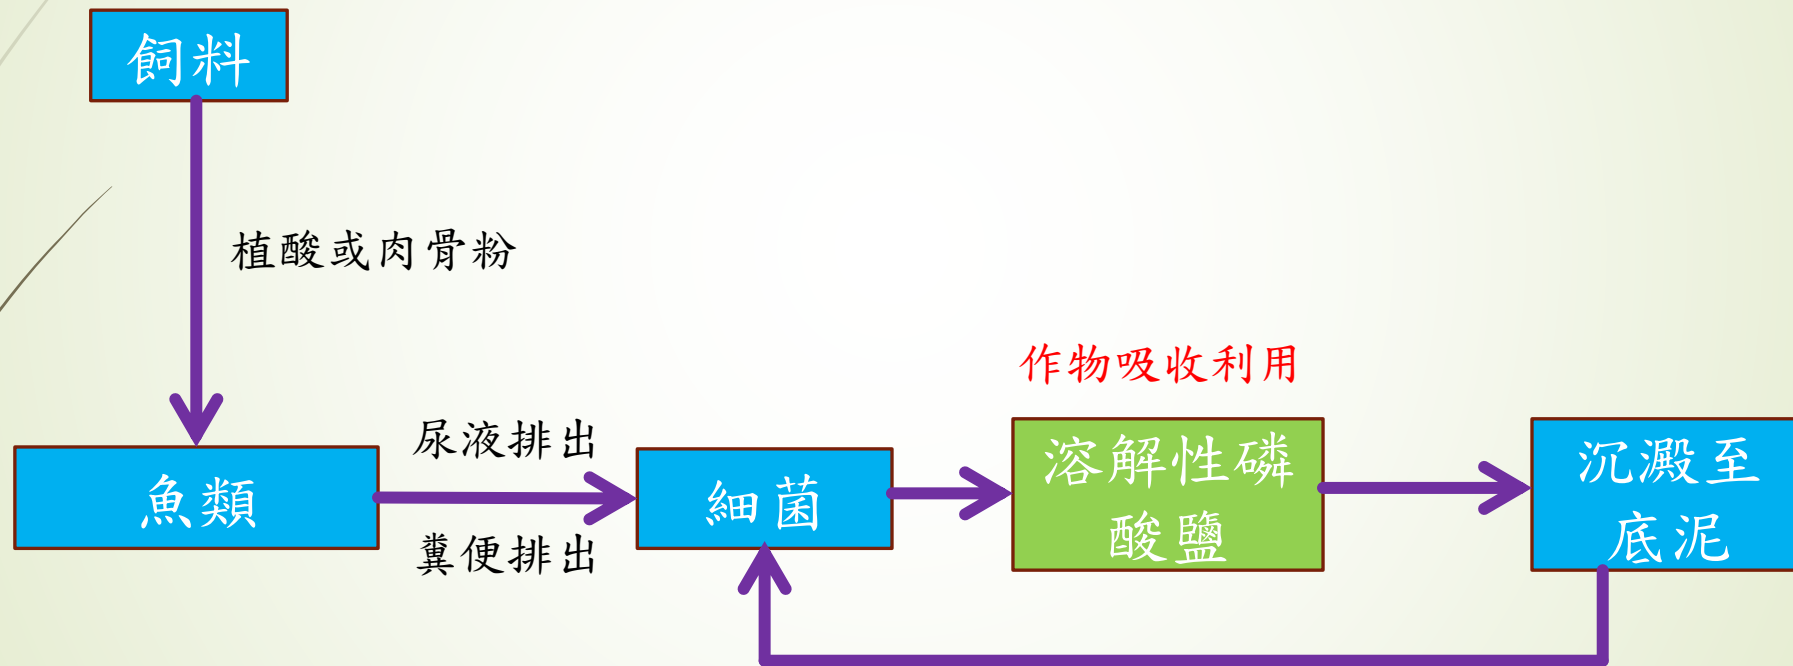 飼料
植酸或肉骨粉
作物吸收利用
魚類
尿液排出
糞便排出
細菌
溶解性磷
酸鹽
沉澱至
底泥